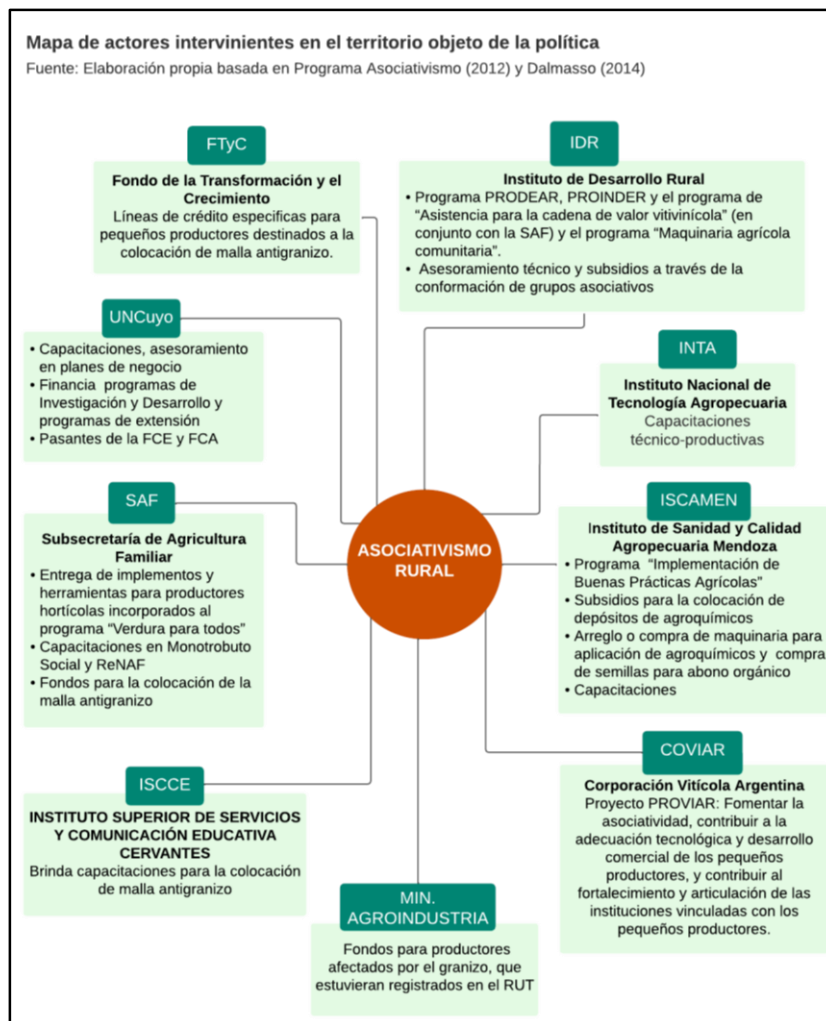 Mapa de actores intervinientes en el territorio objeto de la política
Fuente: Elaboración propia basada en Programa Asociativismo (2012) y Dalmasso (2014)
FTyC
Fondo de la Transformación y el
Crecimiento
Líneas de crédito especificas para
pequeños productores destinados a la
colocación de malla antigranizo.
IDR
Instituto de Desarrollo Rural
• Programa PRODEAR, PROINDER y el programa de
“Asistencia para la cadena de valor vitivinícola” (en
conjunto con la SAF) y el programa “Maquinaria agrícola
comunitaria”.
• Asesoramiento técnico y subsidios a través de la
conformación de grupos asociativos
UNCuyo
• Capacitaciones, asesoramiento
en planes de negocio
• Financia programas de
Investigación y Desarrollo y
programas de extensión
• Pasantes de la FCE y FCA
INTA
Instituto Nacional de
Tecnología Agropecuaria
Capacitaciones
técnico-productivas
SAF
Subsecretaría de Agricultura
Familiar
• Entrega de implementos y
herramientas para productores
hortícolas incorporados al
programa “Verdura para todos”
• Capacitaciones en Monotrobuto
Social y ReNAF
• Fondos para la colocación de la
malla antigranizo
ASOCIATIVISMO
RURAL
ISCAMEN
Instituto de Sanidad y Calidad
Agropecuaria Mendoza
• Programa “Implementación de
Buenas Prácticas Agrícolas”
• Subsidios para la colocación de
depósitos de agroquímicos
• Arreglo o compra de maquinaria para
aplicación de agroquímicos y compra
de semillas para abono orgánico
• Capacitaciones
ISCCE
INSTITUTO SUPERIOR DE SERVICIOS
Y COMUNICACIÓN EDUCATIVA
CERVANTES
Brinda capacitaciones para la colocación
de malla antigranizo
COVIAR
Corporación Vitícola Argentina
Proyecto PROVIAR: Fomentar la
asociatividad, contribuir a la
adecuación tecnológica y desarrollo
comercial de los pequeños
productores, y contribuir al
fortalecimiento y articulación de las
instituciones vinculadas con los
pequeños productores.
MIN.
AGROINDUSTRIA
Fondos para productores
afectados por el granizo, que
estuvieran registrados en el RUT